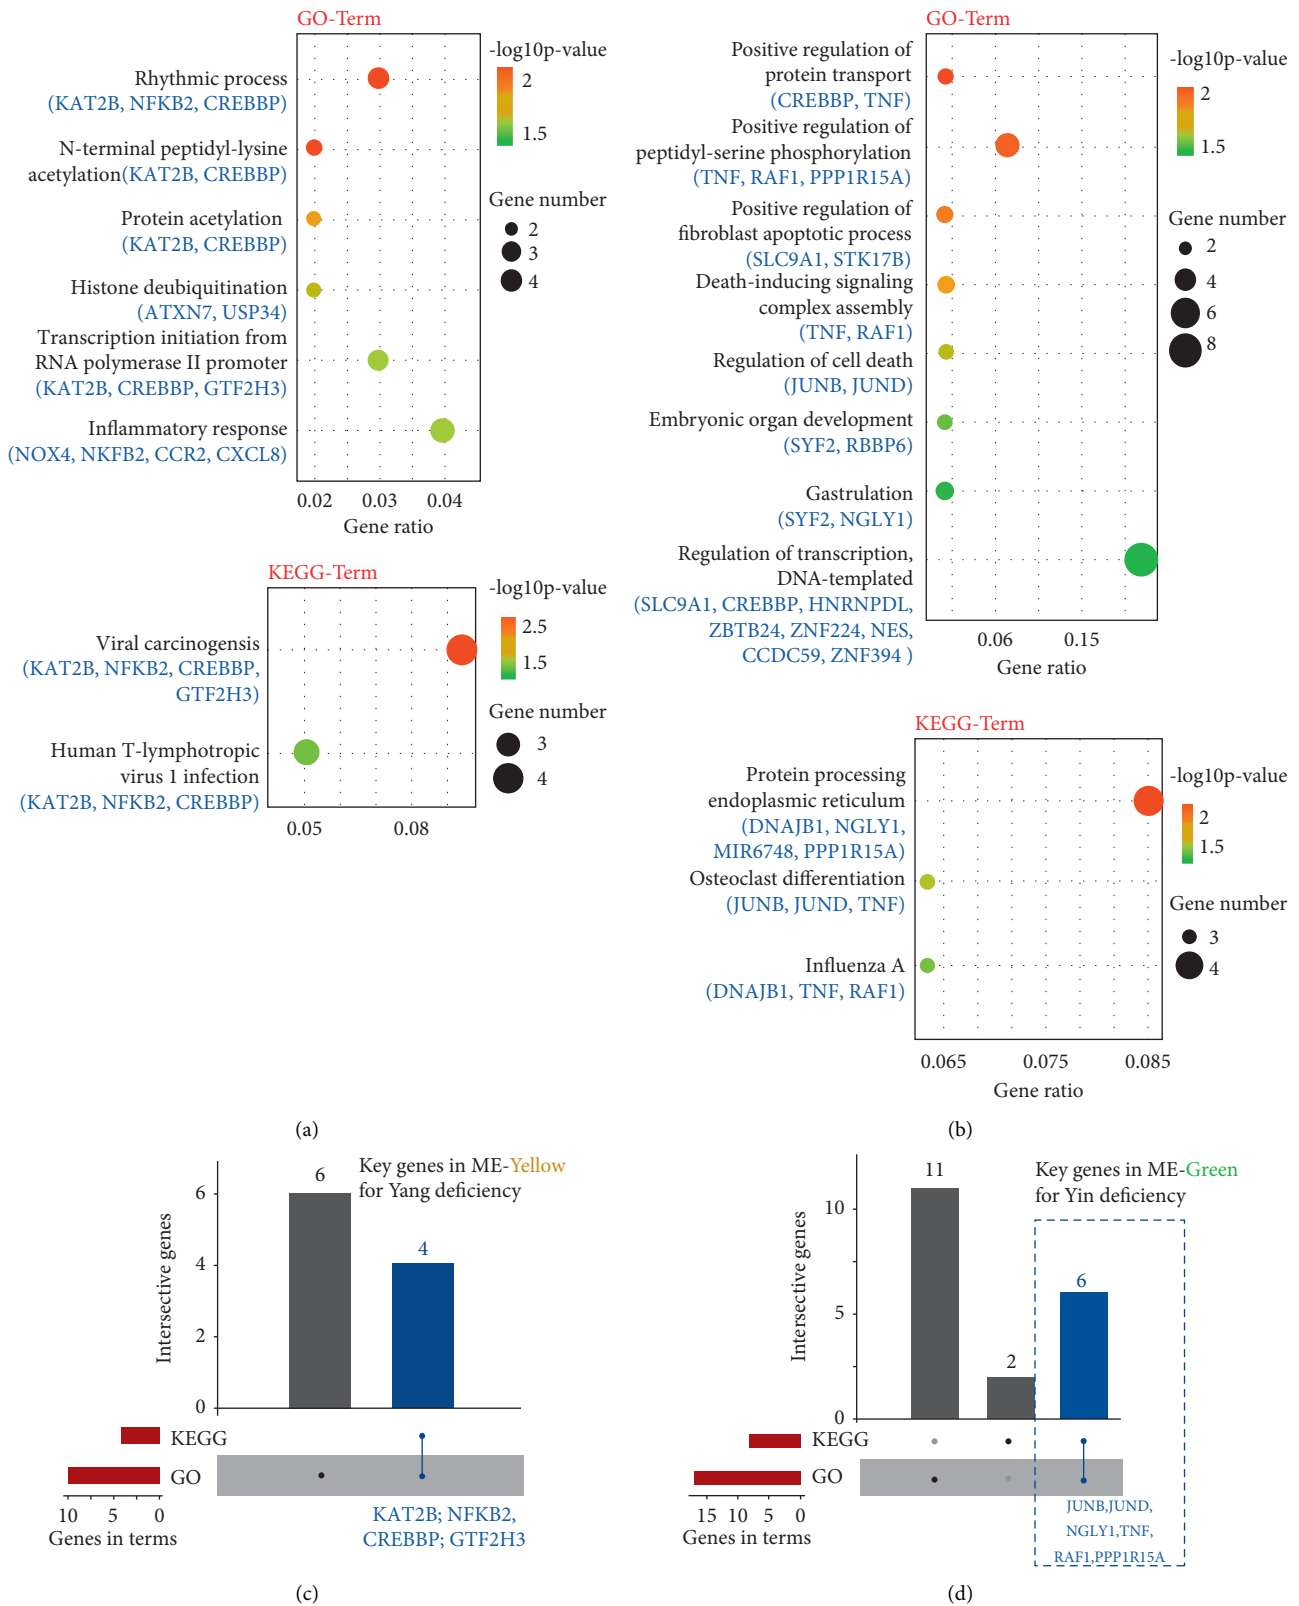 GO-Term
Rhythmic process
(KAT2B, NFKB2, CREBBP)
N-terminal peptidyl-lysine
acetylation(KAT2B, CREBBP)
Protein acetylation
(KAT2B, CREBBP)
Histone deubiquitination
(ATXN7, USP34)
Transcription initiation from
RNA polymerase II promoter
(KAT2B, CREBBP, GTF2H3)
Inflammatory response
(NOX4, NKFB2, CCR2, CXCL8)
0.02 0.03 0.04
Gene ratio
-log10p-value
2
1.5
Gene number
2
3
4
KEGG-Term
Viral carcinogensis
(KAT2B, NFKB2, CREBBP,
GTF2H3)
Human T-lymphotropic
virus 1 infection
(KAT2B, NFKB2, CREBBP)
0.05 0.08
-log10p-value
2.5
1.5
Gene number
3
4
(a)
GO-Term
Positive regulation of
protein transport
(CREBBP, TNF)
Positive regulation of
peptidyl-serine phosphorylation
(TNF, RAF1, PPP1R15A)
Positive regulation of
fibroblast apoptotic process
(SLC9A1, STK17B)
Death-inducing signaling
complex assembly
(TNF, RAF1)
Regulation of cell death
(JUNB, JUND)
Embryonic organ development
(SYF2, RBBP6)
Gastrulation
(SYF2, NGLY1)
Regulation of transcription,
DNA-templated
(SLC9A1, CREBBP, HNRNPDL,
ZBTB24, ZNF224, NES,
CCDC59, ZNF394 )
0.06 0.15
Gene ratio
-log10p-value
2
1.5
Gene number
2
4
6
8
KEGG-Term
Protein processing
endoplasmic reticulum
(DNAJB1, NGLY1,
MIR6748, PPP1R15A)
Osteoclast differentiation
(JUNB, JUND, TNF)
Influenza A
(DNAJB1, TNF, RAF1)
0.065 0.075 0.085
Gene ratio
-log10p-value
2
1.5
Gene number
3
4
(b)
Key genes in ME-Yellow
for Yang deficiency
Intersective genes
6
4
2
0
6
4
KEGG
GO
10 5 0
Genes in terms
KAT2B; NFKB2,
CREBBP; GTF2H3
(c)
Key genes in ME-Green
for Yin deficiency
Intersective genes
10
5
0
11
2
6
KEGG
GO
15 10 5 0
Genes in terms
JUNB,JUND,
NGLY1,TNF,
RAF1,PPP1R15A
(d)